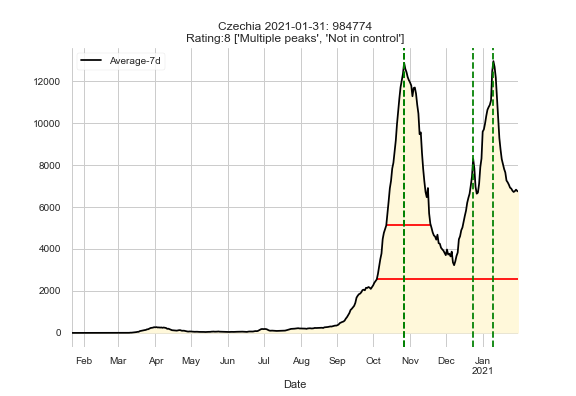 Czechia 2021-01-31: 984774
Rating:8 ['Multiple peaks', 'Not in control']
Average-7d
12000
10000
8000
6000
4000
2000
0
Feb Mar Apr May Jun Jul Aug Sep Oct Nov Dec Jan
2021
Date